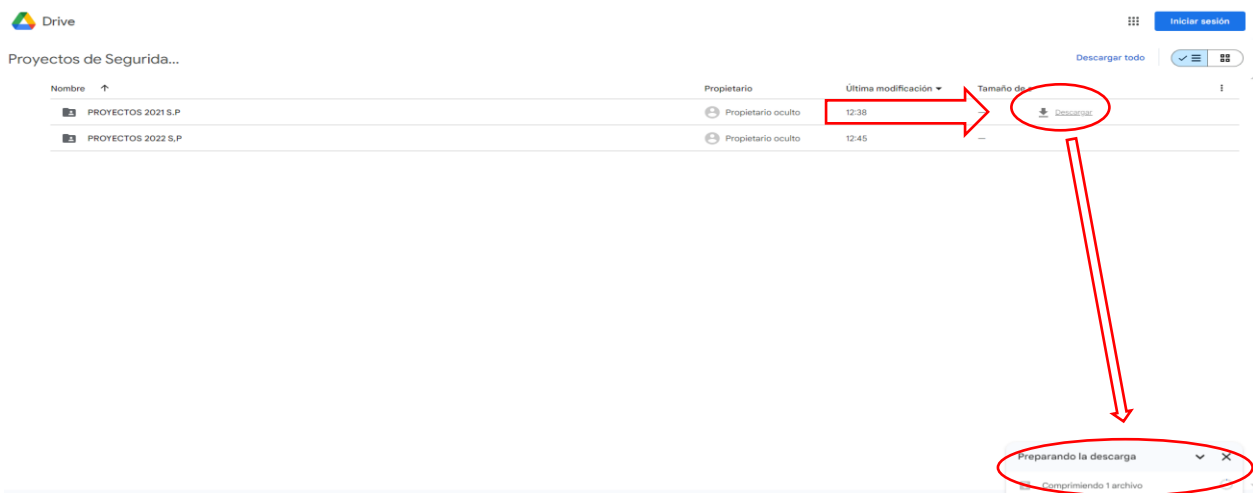 Drive
Iniciar sesión
Proyectos de Segurida...
Descargar todo
Nombre Propietario Última modificación Tamaño de
PROYECTOS 2021 S.P Propietario oculto 12:38 — Descargar
PROYECTOS 2022 S,P Propietario oculto 12:45 —
Preparando la descarga
Comprimiendo 1 archivo